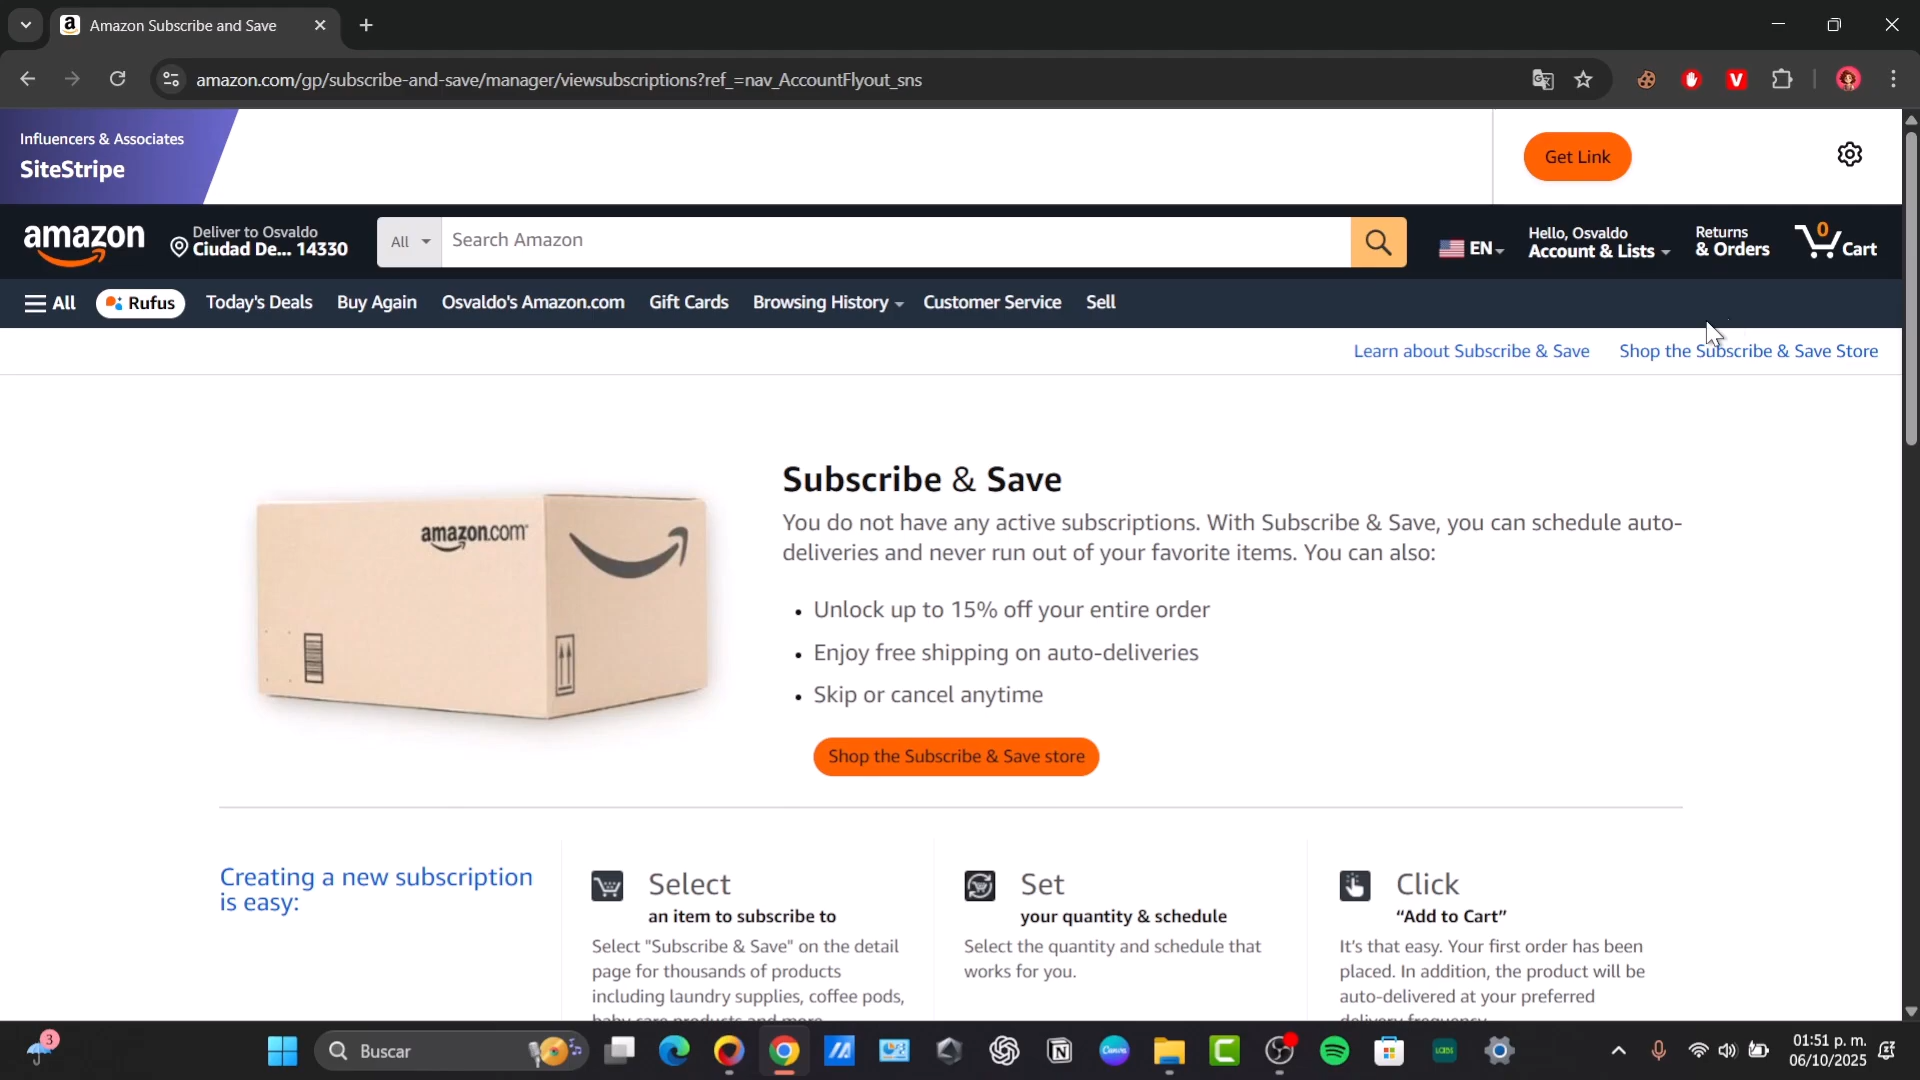 Amazon Subscribe and Save
amazon.com/gp/subscribe-and-save/manager/viewsubscriptions?ref_=nav_AccountFlyout_sns
Influencers & Associates
SiteStripe
Get Link
amazon
Deliver to Osvaldo
Ciudad De... 14330
All
Search Amazon
EN
Hello, Osvaldo
Account & Lists
Returns
& Orders
0
Cart
All
Rufus
Today's Deals
Buy Again
Osvaldo's Amazon.com
Gift Cards
Browsing History
Customer Service
Sell
Learn about Subscribe & Save
Shop the Subscribe & Save Store
amazon.com
Subscribe & Save
You do not have any active subscriptions. With Subscribe & Save, you can schedule auto-
deliveries and never run out of your favorite items. You can also:
• Unlock up to 15% off your entire order
• Enjoy free shipping on auto-deliveries
• Skip or cancel anytime
Shop the Subscribe & Save store
Creating a new subscription
is easy:
Select
an item to subscribe to
Select "Subscribe & Save" on the detail
page for thousands of products
including laundry supplies, coffee pods,
baby care products and more
Set
your quantity & schedule
Select the quantity and schedule that
works for you.
Click
“Add to Cart”
It's that easy. Your first order has been
placed. In addition, the product will be
auto-delivered at your preferred
delivery frequency.
3
Buscar
Canva
01:51 p. m.
06/10/2025